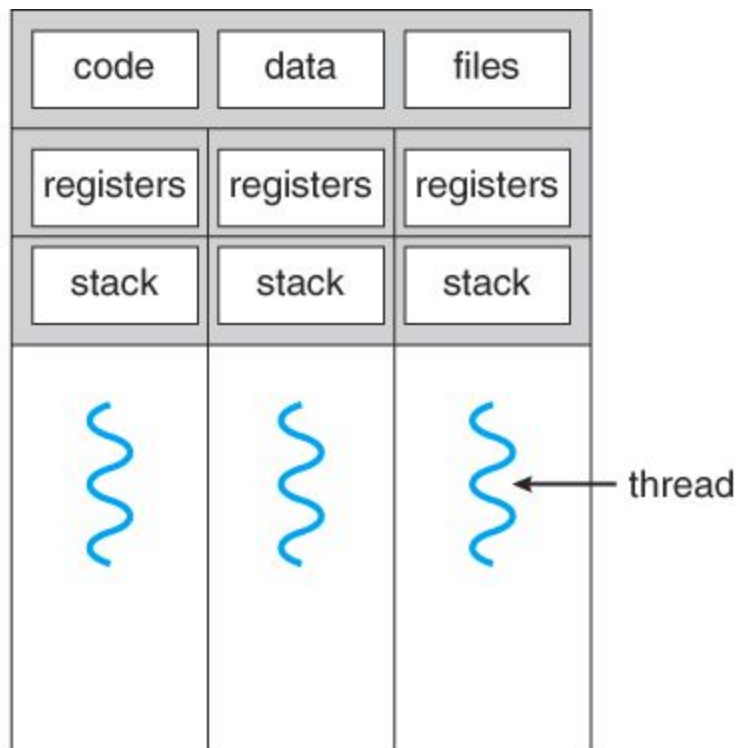 code data files
registers registers registers
stack stack stack
thread